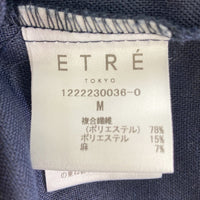 ETRÉ
TOKYO
1222230036-0
M
複合繊維
(ポリエステル) 78%
ポリエステル 15%
麻 7%